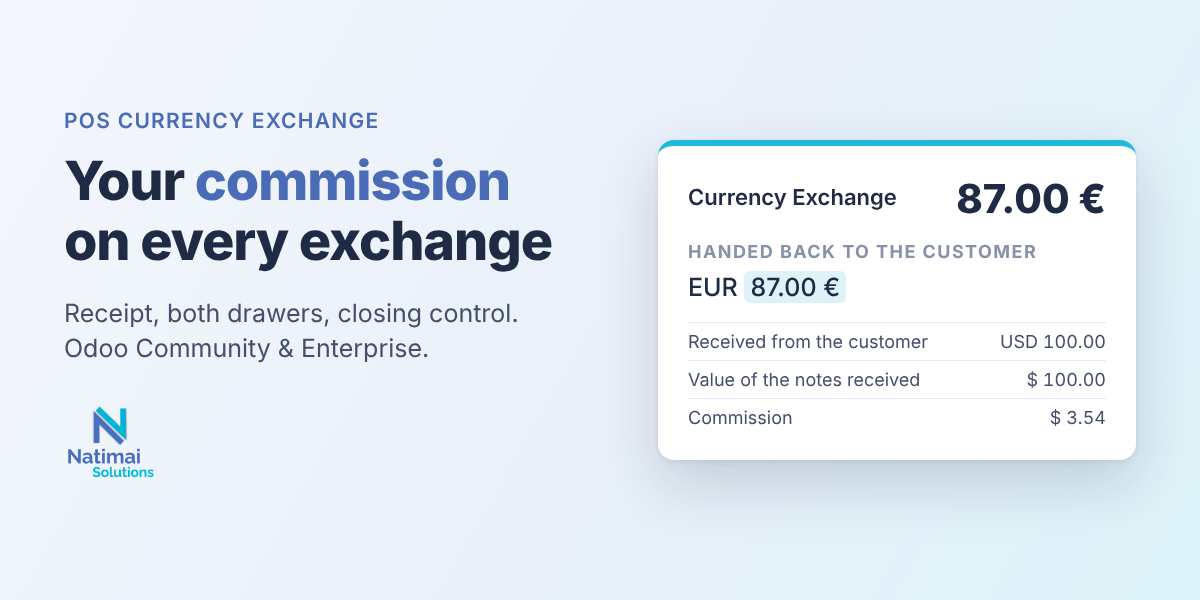 POS CURRENCY EXCHANGE
Your commission
on every exchange
Receipt, both drawers, closing control.
Odoo Community & Enterprise.
Natimai
Solutions
Currency Exchange 87.00 €
HANDED BACK TO THE CUSTOMER
EUR 87.00 €
Received from the customer USD 100.00
Value of the notes received $ 100.00
Commission $ 3.54